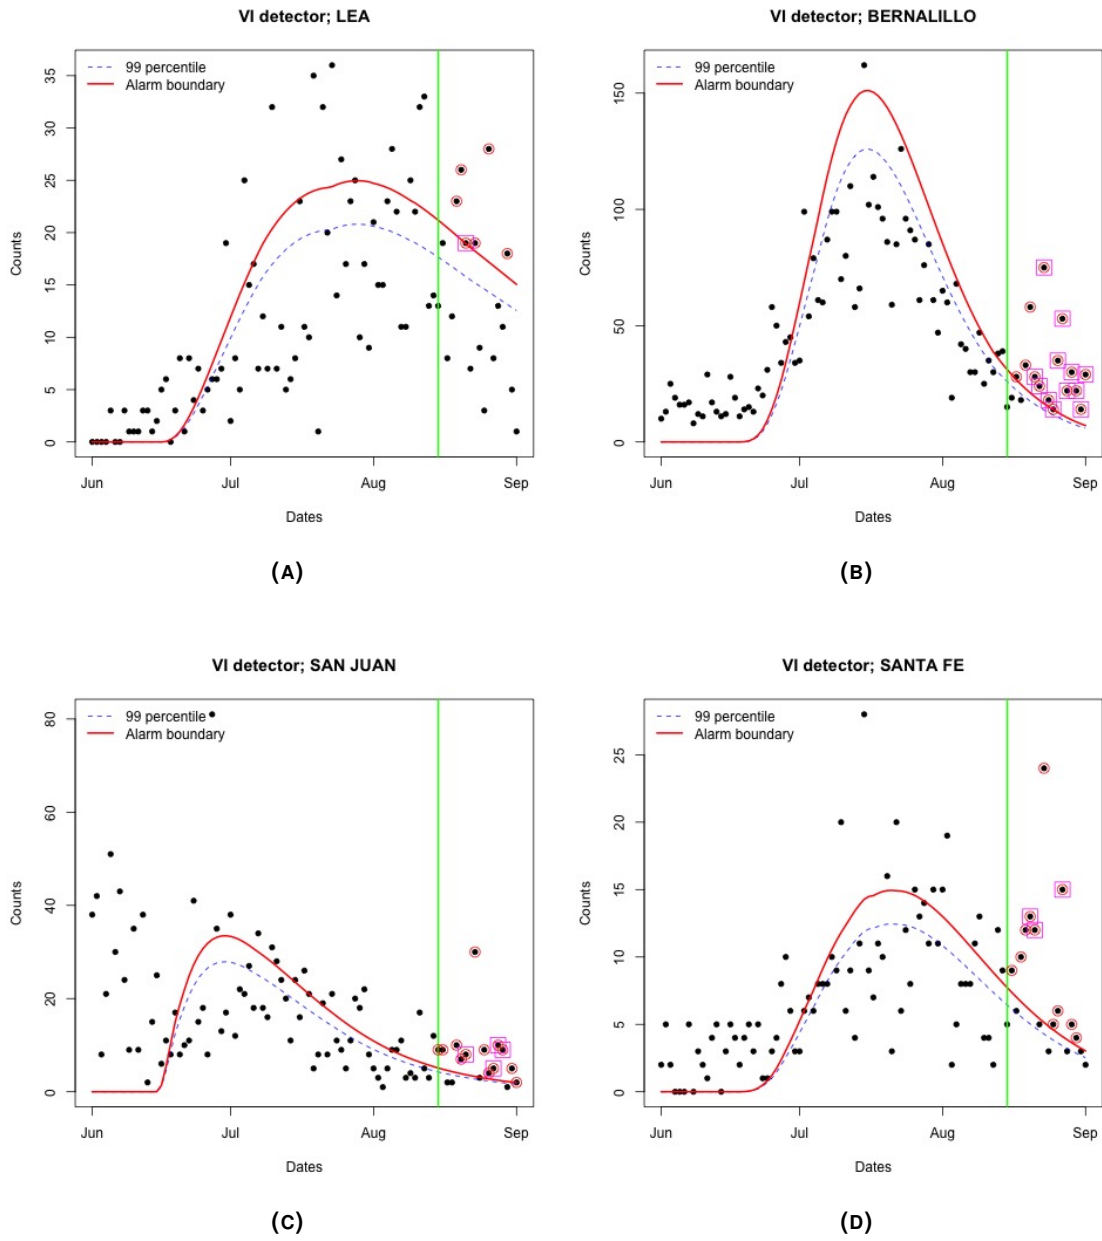 VI detector; LEA
99 percentile
Alarm boundary
Counts
0 5 10 15 20 25 30 35
Jun Jul Aug Sep
Dates
(A)
VI detector; BERNALILLO
99 percentile
Alarm boundary
Counts
0 50 100 150
Jun Jul Aug Sep
Dates
(B)
VI detector; SAN JUAN
99 percentile
Alarm boundary
Counts
0 20 40 60 80
Jun Jul Aug Sep
Dates
(C)
VI detector; SANTA FE
99 percentile
Alarm boundary
Counts
0 5 10 15 20 25
Jun Jul Aug Sep
Dates
(D)